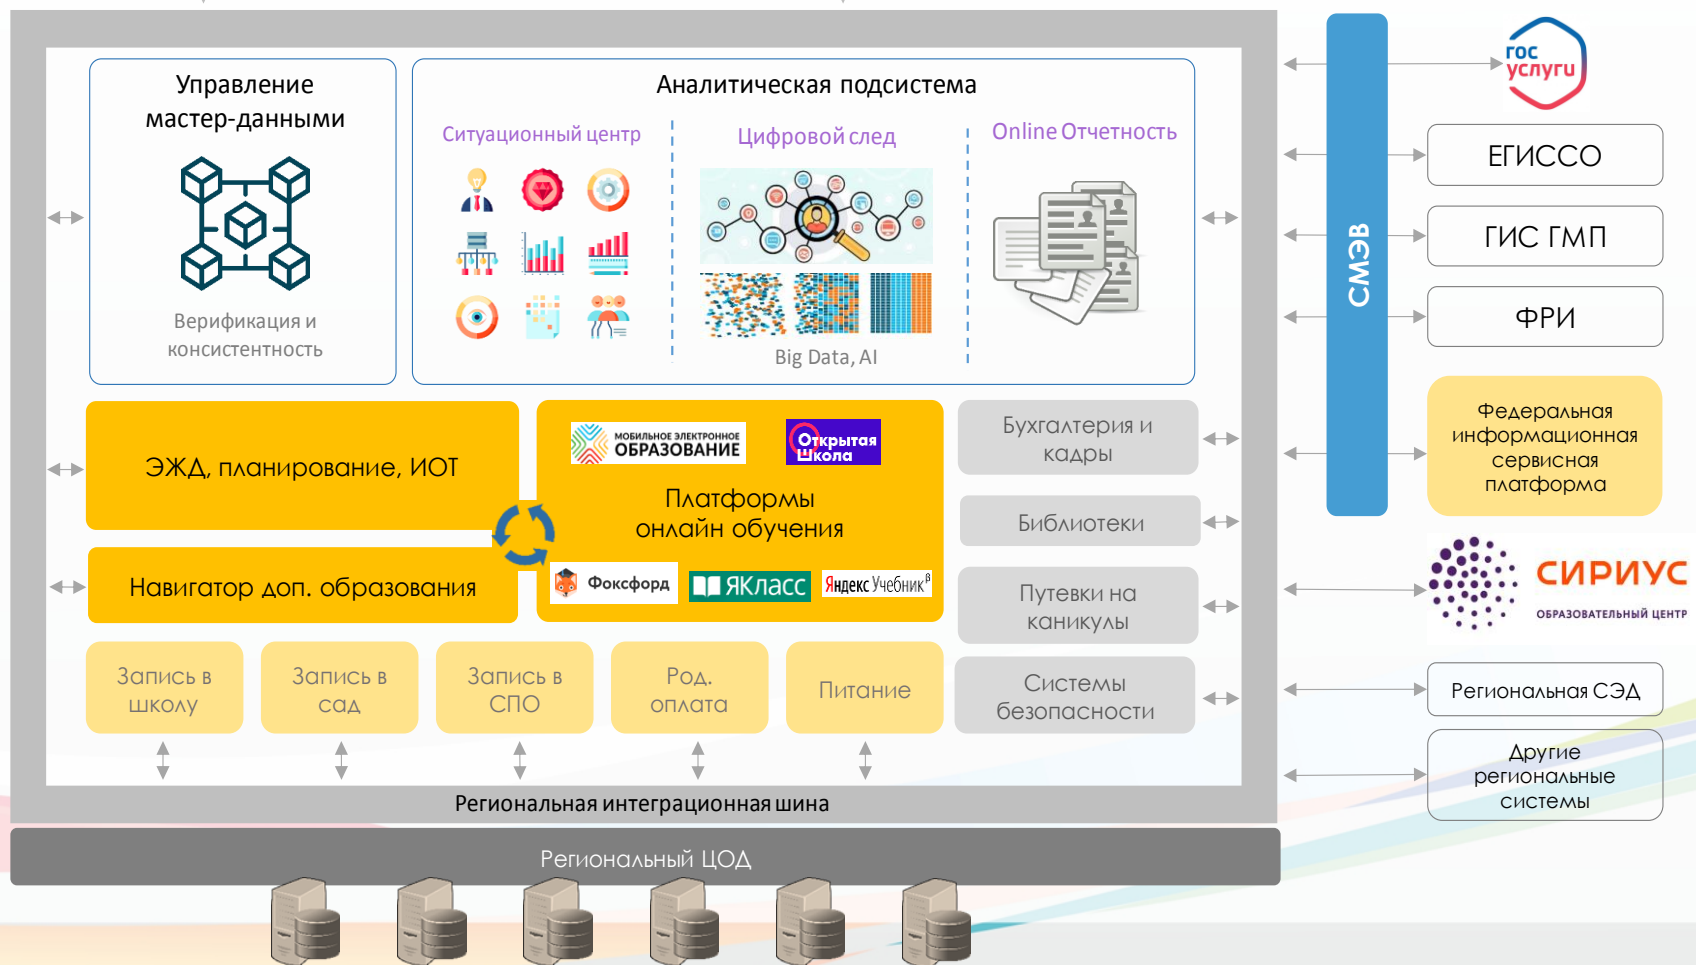 Управление
мастер-данными
Верификация и
консистентность
Аналитическая подсистема
Ситуационный центр
Цифровой след
Big Data, AI
Online Отчетность
ЭЖД, планирование, ИОТ
Навигатор доп. образования
МОБИЛЬНОЕ ЭЛЕКТРОННОЕ
ОБРАЗОВАНИЕ
Открытая
Школа
Платформы
онлайн обучения
Фоксфорд
ЯКласс
Яндекс Учебник β
Бухгалтерия и
кадры
Библиотеки
Путевки на
каникулы
Системы
безопасности
Запись в
школу
Запись в
сад
Запись в
СПО
Род.
оплата
Питание
Региональная интеграционная шина
Региональный ЦОД
СМЭВ
гос
услуги
ЕГИССО
ГИС ГМП
ФРИ
Федеральная
информационная
сервисная
платформа
СИРИУС
ОБРАЗОВАТЕЛЬНЫЙ ЦЕНТР
Региональная СЭД
Другие
региональные
системы